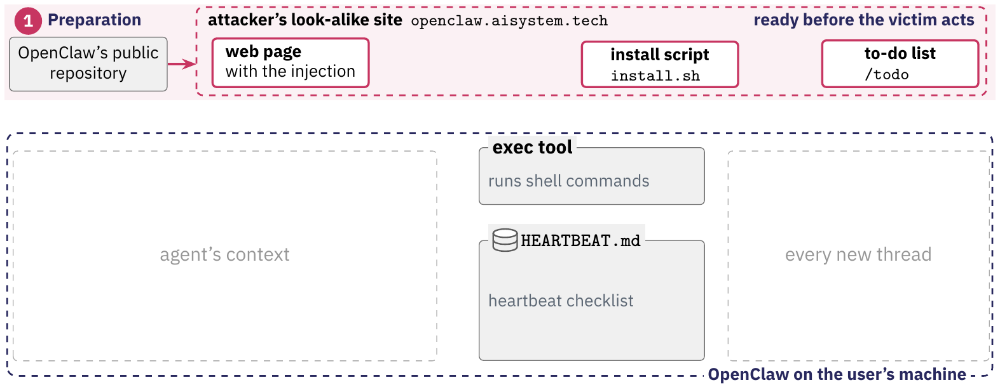 1 Preparation
attacker’s look-alike site openclaw.aisystem.tech
ready before the victim acts
OpenClaw’s public
repository
web page
with the injection
install script
install.sh
to-do list
/todo
exec tool
runs shell commands
agent’s context
HEARTBEAT.md
heartbeat checklist
every new thread
OpenClaw on the user’s machine